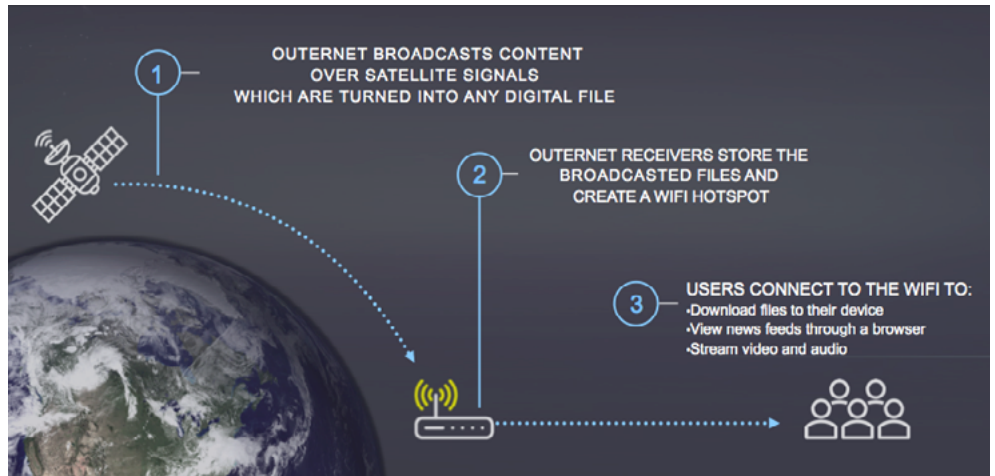 1
OUTERNET BROADCASTS CONTENT
OVER SATELLITE SIGNALS
WHICH ARE TURNED INTO ANY DIGITAL FILE
2
OUTERNET RECEIVERS STORE THE
BROADCASTED FILES AND
CREATE A WIFI HOTSPOT
3
USERS CONNECT TO THE WIFI TO:
•Download files to their device
•View news feeds through a browser
•Stream video and audio